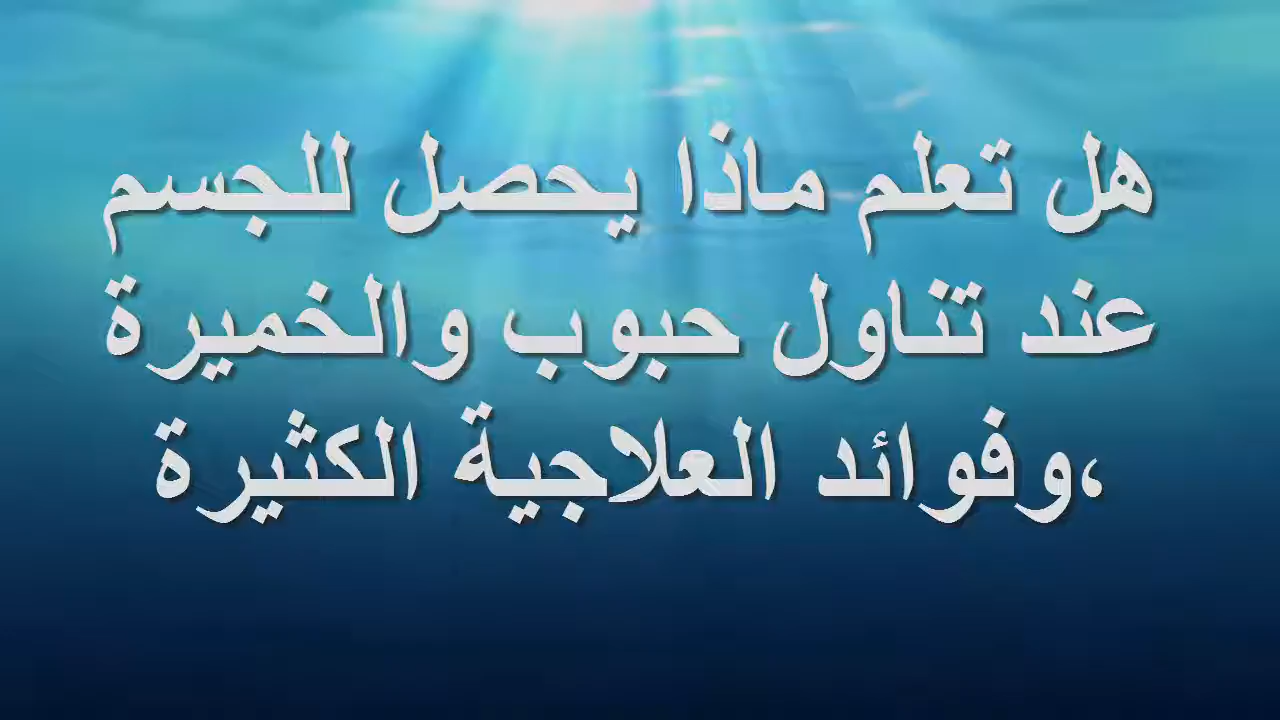 هل تعلم ماذا يحصل للجسم
عند تناول حبوب والخميرة
،وفوائد العلاجية الكثيرة